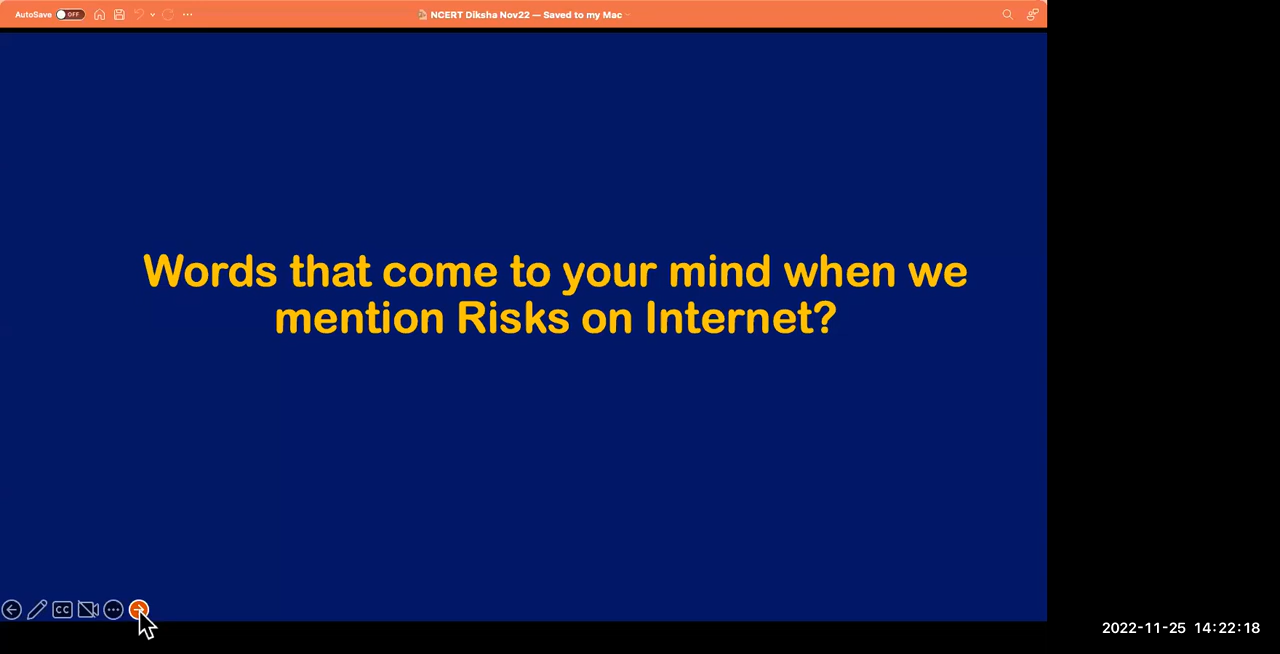 AutoSave OFF NCERT Diksha Nov22 — Saved to my Mac
Words that come to your mind when we
mention Risks on Internet?
CC
2022-11-25 14:22:18